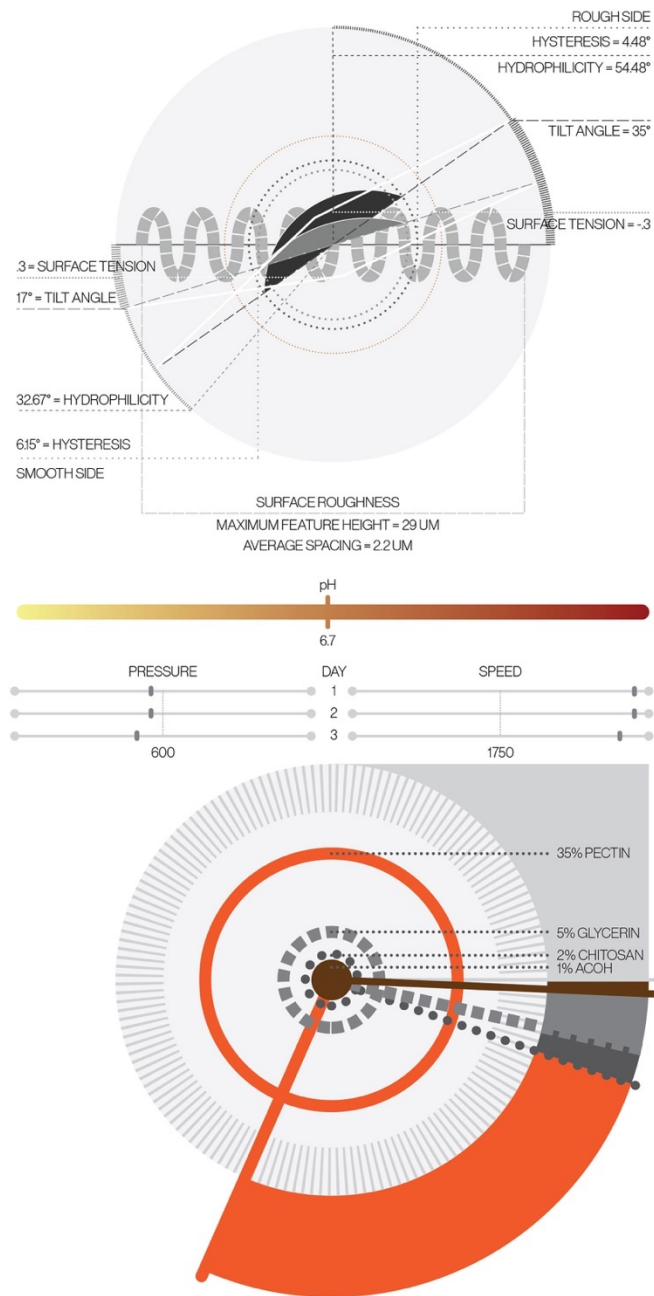 ROUGH SIDE
HYSTERESIS = 4.48°
HYDROPHILICITY = 54.48°
TILT ANGLE = 35°
SURFACE TENSION = -.3
.3 = SURFACE TENSION
17° = TILT ANGLE
32.67° = HYDROPHILICITY
6.15° = HYSTERESIS
SMOOTH SIDE
SURFACE ROUGHNESS
MAXIMUM FEATURE HEIGHT = 29 UM
AVERAGE SPACING = 2.2 UM
pH
6.7
PRESSURE DAY SPEED
1
2
3
600 1750
35% PECTIN
5% GLYCERIN
2% CHITOSAN
1% ACOH